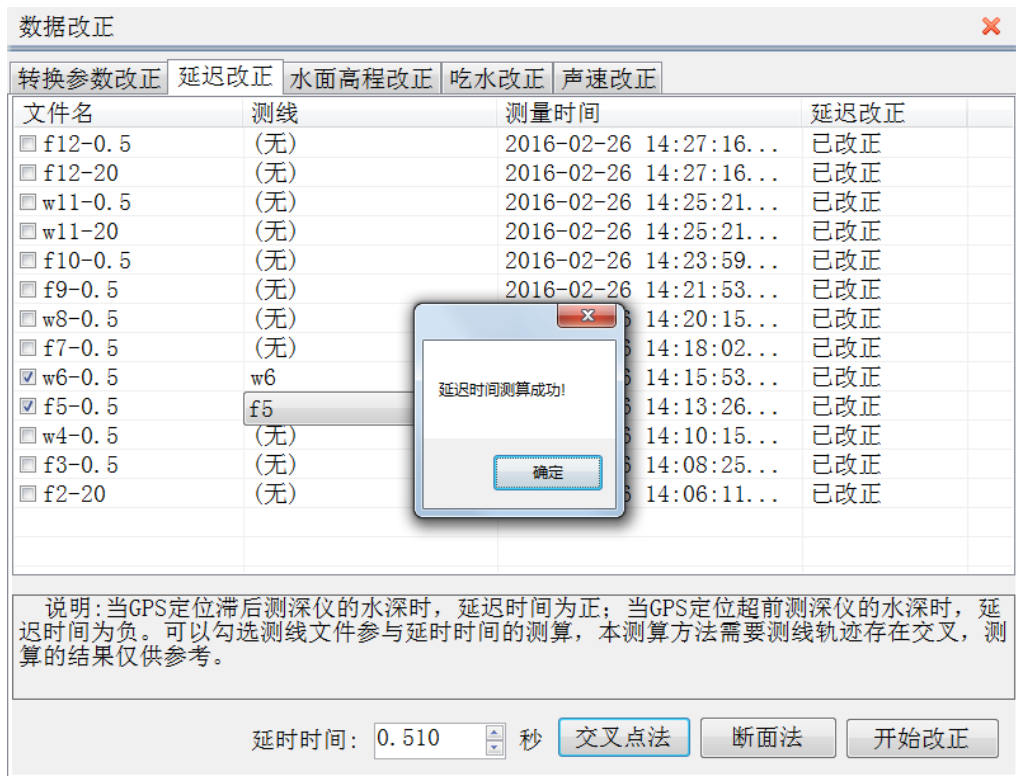 数据改正
转换参数改正 延迟改正 水面高程改正 吃水改正 声速改正
文件名 测线 测量时间 延迟改正
f12-0.5 (无) 2016-02-26 14:27:16... 已改正
f12-20 (无) 2016-02-26 14:27:16... 已改正
w11-0.5 (无) 2016-02-26 14:25:21... 已改正
w11-20 (无) 2016-02-26 14:25:21... 已改正
f10-0.5 (无) 2016-02-26 14:23:59... 已改正
f9-0.5 (无) 2016-02-26 14:21:53... 已改正
w8-0.5 (无) 14:20:15... 已改正
f7-0.5 (无) 14:18:02... 已改正
w6-0.5 w6 14:15:53... 已改正
f5-0.5 f5 14:13:26... 已改正
w4-0.5 (无) 14:10:15... 已改正
f3-0.5 (无) 14:08:25... 已改正
f2-20 (无) 14:06:11... 已改正
延迟时间测算成功!
确定
说明:当GPS定位滞后测深仪的水深时，延迟时间为正；当GPS定位超前测深仪的水深时，延
迟时间为负。可以勾选测线文件参与延时时间的测算，本测算方法需要测线轨迹存在交叉，测
算的结果仅供参考。
延时时间: 0.510 秒 交叉点法 断面法 开始改正